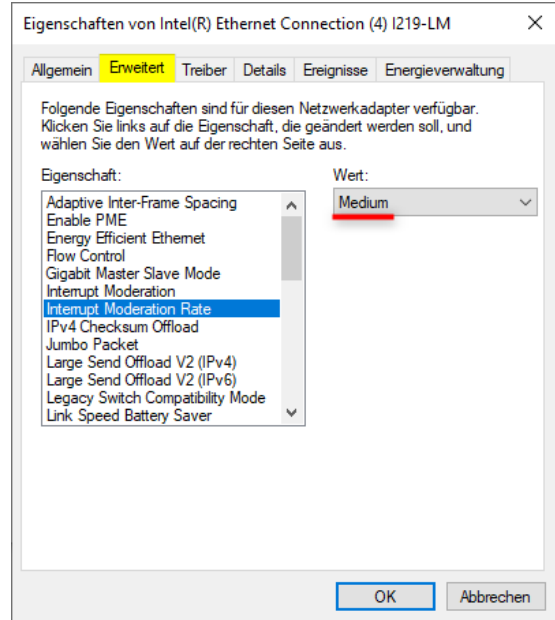 Eigenschaften von Intel(R) Ethernet Connection (4) I219-LM
Allgemein Erweitert Treiber Details Ereignisse Energieverwaltung
Folgende Eigenschaften sind für diesen Netzwerkadapter verfügbar.
Klicken Sie links auf die Eigenschaft, die geändert werden soll, und
wählen Sie den Wert auf der rechten Seite aus.
Eigenschaft:
Wert:
Medium
Adaptive Inter-Frame Spacing
Enable PME
Energy Efficient Ethernet
Flow Control
Gigabit Master Slave Mode
Interrupt Moderation
Interrupt Moderation Rate
IPv4 Checksum Offload
Jumbo Packet
Large Send Offload V2 (IPv4)
Large Send Offload V2 (IPv6)
Legacy Switch Compatibility Mode
Link Speed Battery Saver
OK Abbrechen